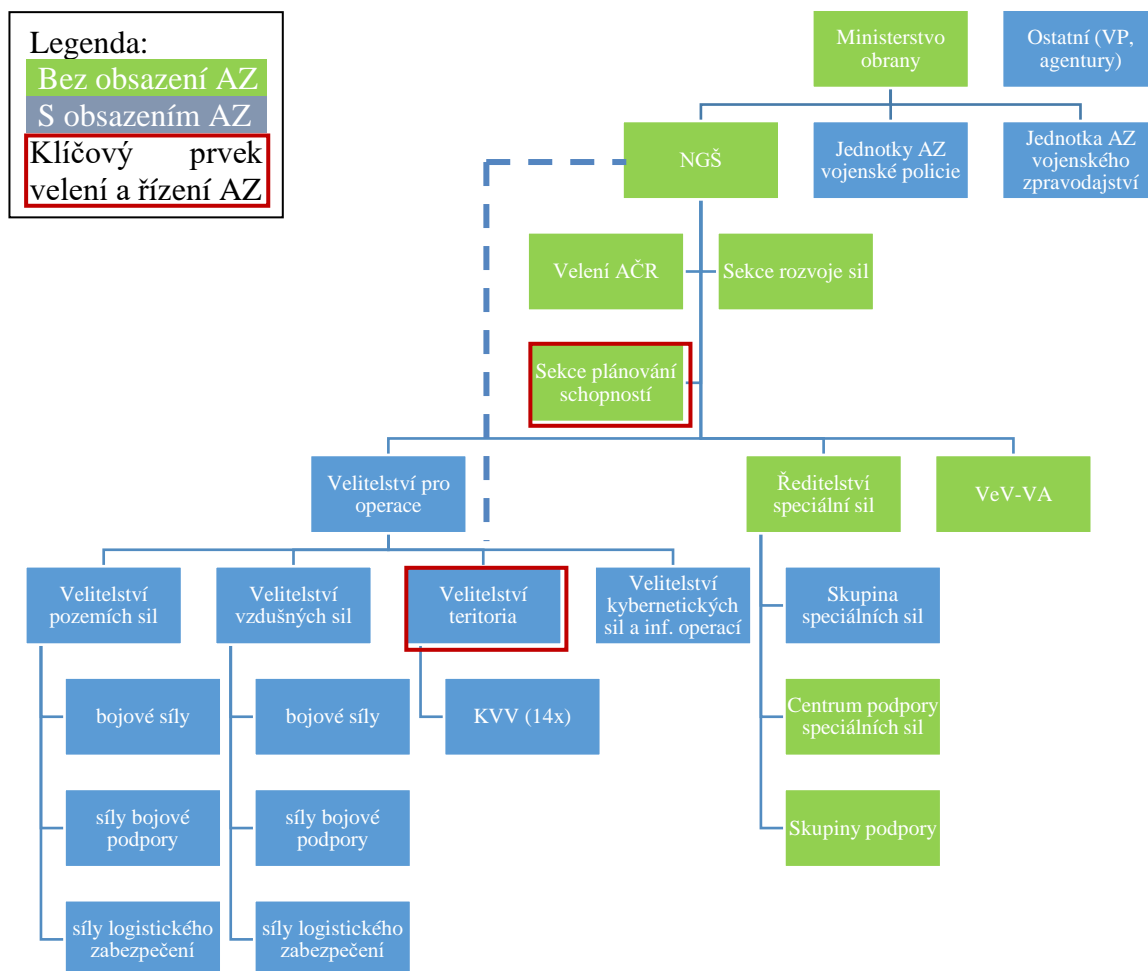 Legenda:
Bez obsazení AZ
S obsazením AZ
Klíčový prvek
velení a řízení AZ
Ministerstvo
obrany
Ostatní (VP,
agentury)
NGŠ
Jednotky AZ
vojenské policie
Jednotka AZ
vojenského
zpravodajství
Velení AČR
Sekce rozvoje sil
Sekce plánování
schopností
Velitelství pro
operace
Ředitelství
speciální sil
VeV-VA
Velitelství
pozemích sil
Velitelství
vzdušných sil
Velitelství
teritoria
Velitelství
kybernetických
sil a inf. operací
Skupina
speciálních sil
bojové síly
bojové síly
KVV (14x)
Centrum podpory
speciálních sil
síly bojové
podpory
síly bojové
podpory
Skupiny podpory
síly logistického
zabezpečení
síly logistického
zabezpečení